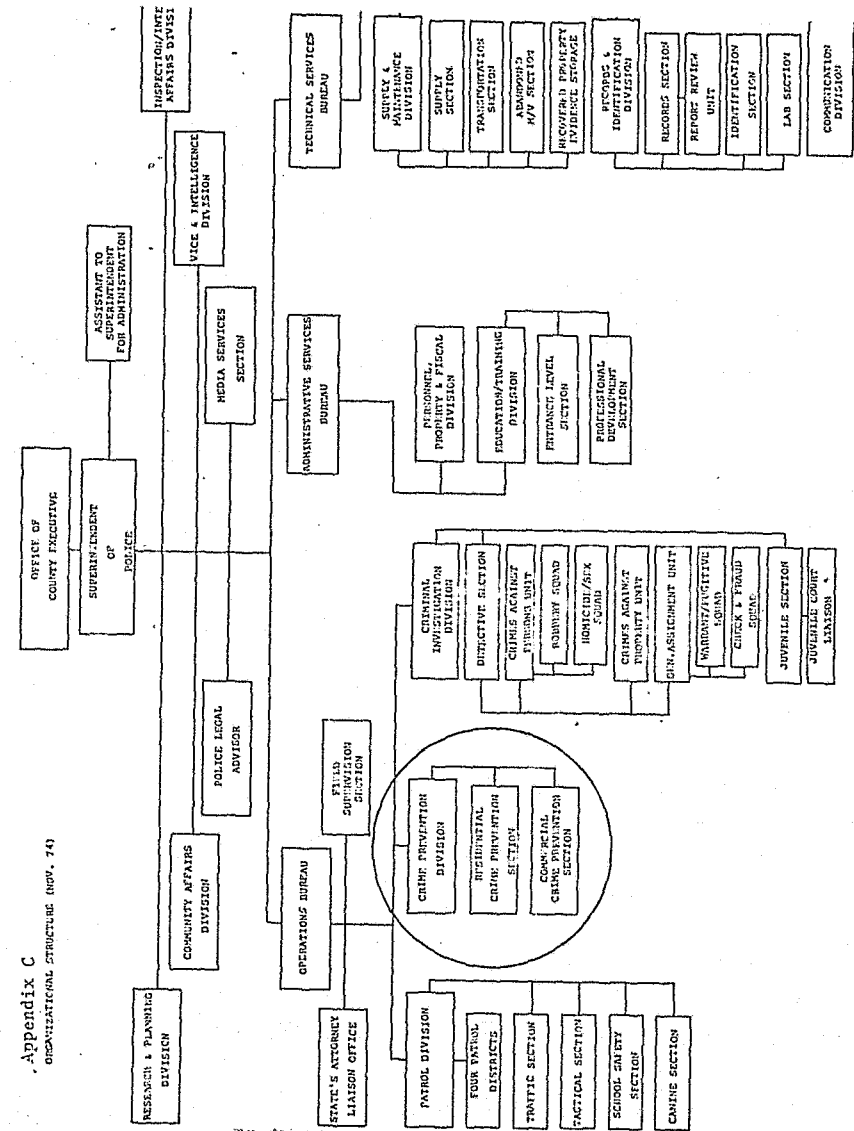 Appendix C
ORGANIZATIONAL STRUCTURE (NOV. 74)
OFFICE OF
COUNTY EXECUTIVE
SUPERINTENDENT
OF
POLICE
ASSISTANT TO
SUPERINTENDENT
FOR ADMINISTRATION
RESEARCH & PLANNING
DIVISION
INSPECTION/INTE
AFFAIRS DIVISI
COMMUNITY AFFAIRS
DIVISION
VICE & INTELLIGENCE
DIVISION
POLICE LEGAL
ADVISOR
MEDIA SERVICES
SECTION
OPERATIONS BUREAU
ADMINISTRATIVE SERVICES
BUREAU
TECHNICAL SERVICES
BUREAU
STATE'S ATTORNEY
LIAISON OFFICE
FIELD
SUPERVISION
SECTION
PATROL DIVISION
FOUR PATROL
DISTRICTS
TRAFFIC SECTION
TACTICAL SECTION
SCHOOL SAFETY
SECTION
CANINE SECTION
CRIME PREVENTION
DIVISION
RESIDENTIAL
CRIME PREVENTION
SECTION
COMMERCIAL
CRIME PREVENTION
SECTION
CRIMINAL
INVESTIGATION
DIVISION
DETECTIVE SECTION
CRIMES AGAINST
PERSONS UNIT
ROBBERY SQUAD
HOMICIDE/SEX
SQUAD
CRIMES AGAINST
PROPERTY UNIT
GEN.ASSIGNMENT UNIT
WARRANT/FUGITIVE
SQUAD
CHECK & FRAUD
SQUAD
JUVENILE SECTION
JUVENILE COURT
LIAISON &
PERSONNEL,
PROPERTY & FISCAL
DIVISION
EDUCATION/TRAINING
DIVISION
ENTRANCE LEVEL
SECTION
PROFESSIONAL
DEVELOPMENT
SECTION
SUPPLY &
MAINTENANCE
DIVISION
SUPPLY
SECTION
TRANSPORTATION
SECTION
ABANDONED
M/V SECTION
RECOVERED PROPERTY
EVIDENCE STORAGE
RECORDS &
IDENTIFICATION
DIVISION
RECORDS SECTION
REPORT REVIEW
UNIT
IDENTIFICATION
SECTION
LAB SECTION
COMMUNICATION
DIVISION